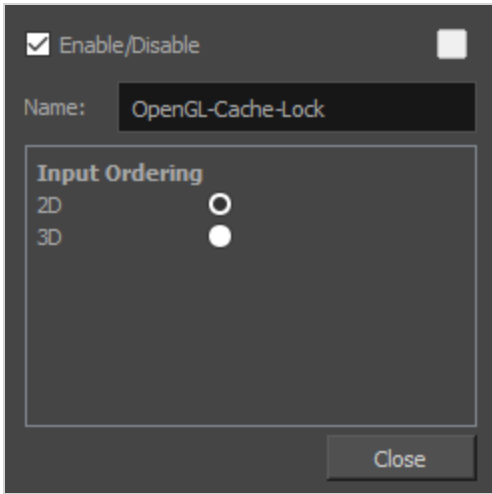 Enable/Disable
Name: OpenGL-Cache-Lock
Input Ordering
2D
3D
Close